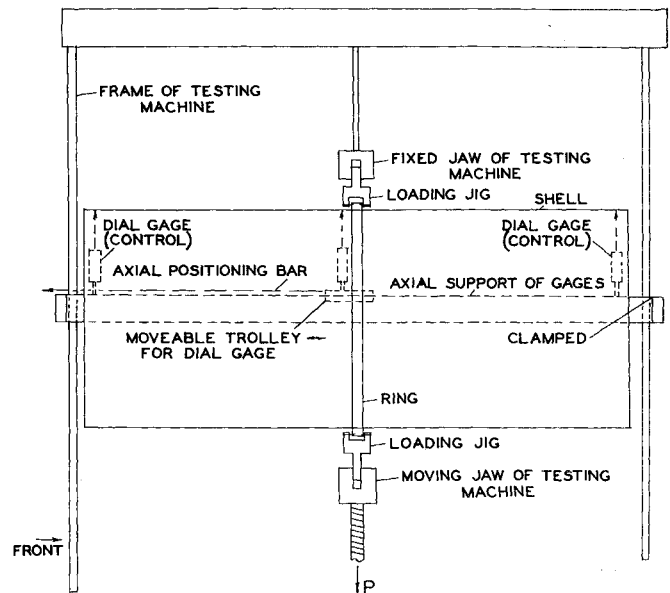 FRAME OF TESTING
MACHINE
FIXED JAW OF TESTING
MACHINE
LOADING JIG
SHELL
DIAL GAGE
(CONTROL)
DIAL GAGE
(CONTROL)
AXIAL POSITIONING BAR
AXIAL SUPPORT OF GAGES
MOVEABLE TROLLEY
FOR DIAL GAGE
CLAMPED
RING
LOADING JIG
MOVING JAW OF TESTING
MACHINE
FRONT
P